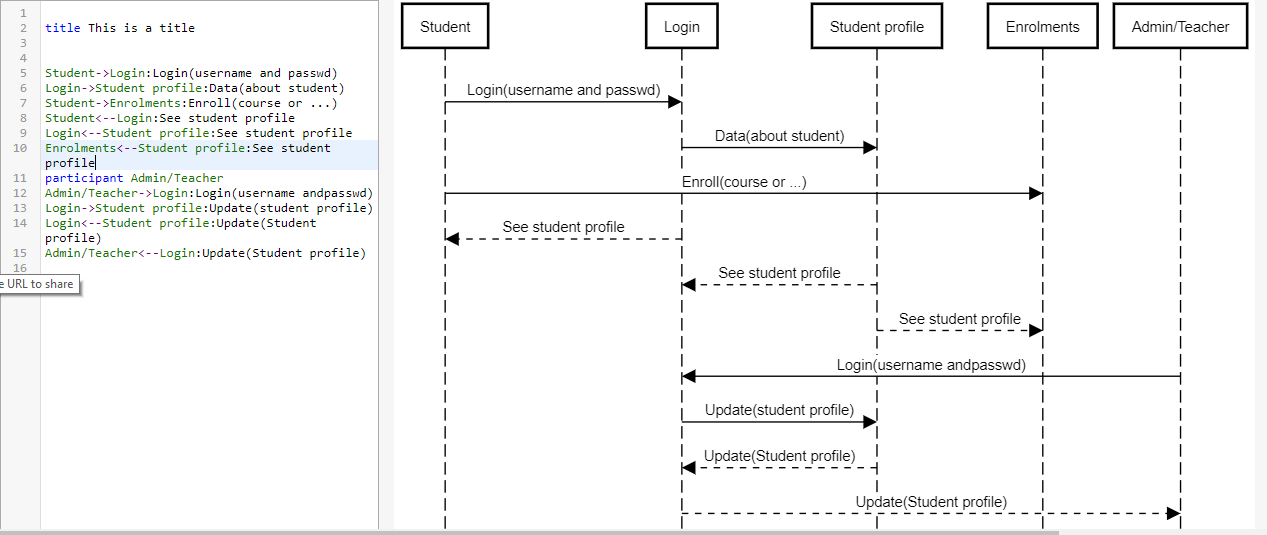 1
2 title This is a title
3
4
5 Student->Login:Login(username and passwd)
6 Login->Student profile:Data(about student)
7 Student->Enrolments:Enroll(course or ...)
8 Student<--Login:See student profile
9 Login<--Student profile:See student profile
10 Enrolments<--Student profile:See student
profile
11 participant Admin/Teacher
12 Admin/Teacher->Login:Login(username andpasswd)
13 Login->Student profile:Update(student profile)
14 Login<--Student profile:Update(Student
profile)
15 Admin/Teacher<--Login:Update(Student profile)
16
e URL to share
Student
Login
Student profile
Enrolments
Admin/Teacher
Login(username and passwd)
Data(about student)
Enroll(course or ...)
See student profile
See student profile
See student profile
Login(username andpasswd)
Update(student profile)
Update(Student profile)
Update(Student profile)